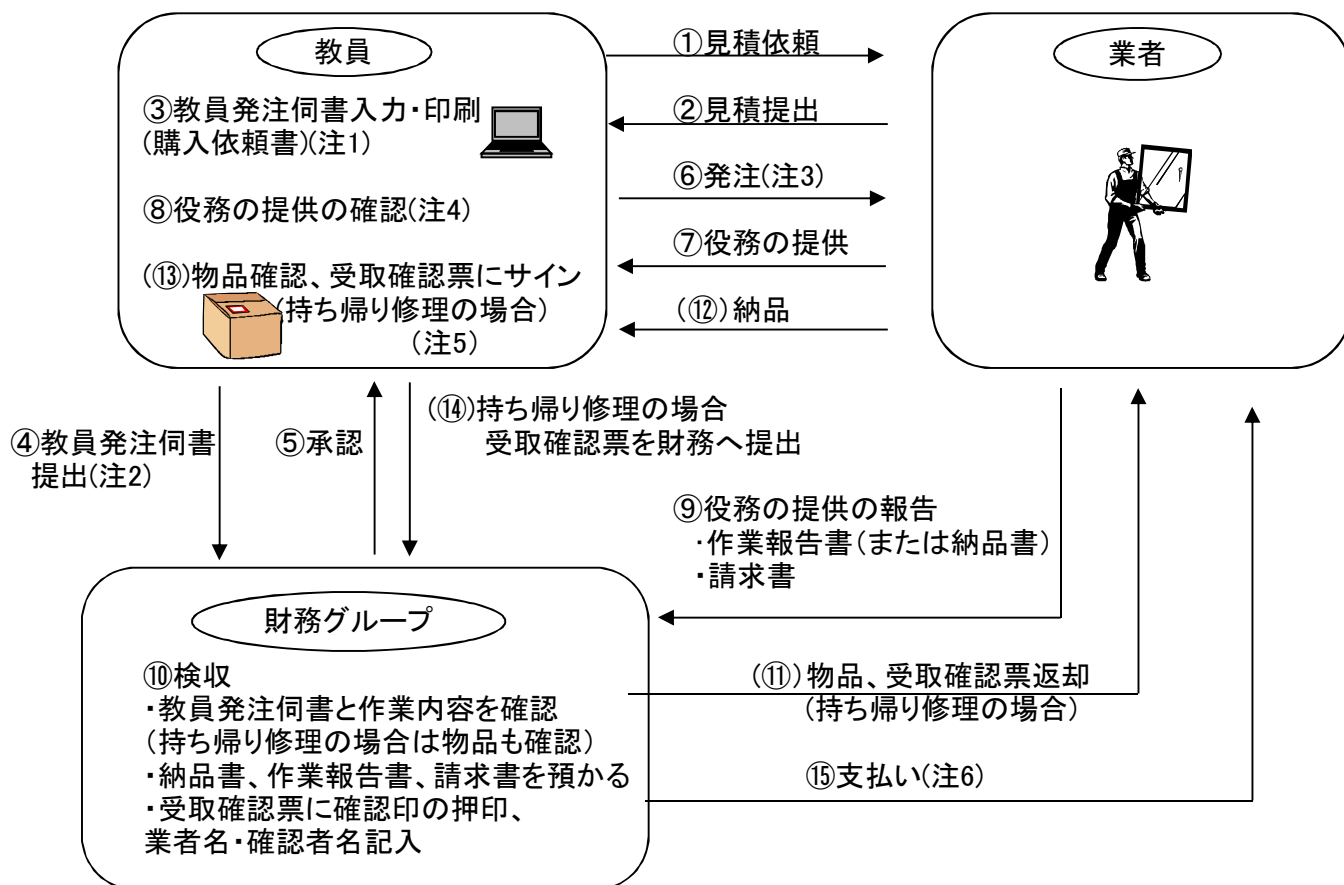 教員
③教員発注伺書入力・印刷
(購入依頼書)(注1)
⑧役務の提供の確認(注4)
(⑬)物品確認、受取確認票にサイン
(持ち帰り修理の場合)
(注5)
①見積依頼
②見積提出
⑥発注(注3)
⑦役務の提供
(⑫)納品
業者
④教員発注伺書
提出(注2)
⑤承認
(⑭)持ち帰り修理の場合
受取確認票を財務へ提出
⑨役務の提供の報告
・作業報告書(または納品書)
・請求書
財務グループ
⑩検収
・教員発注伺書と作業内容を確認
(持ち帰り修理の場合は物品も確認)
・納品書、作業報告書、請求書を預かる
・受取確認票に確認印の押印、
業者名・確認者名記入
(⑪)物品、受取確認票返却
(持ち帰り修理の場合)
⑮支払い(注6)